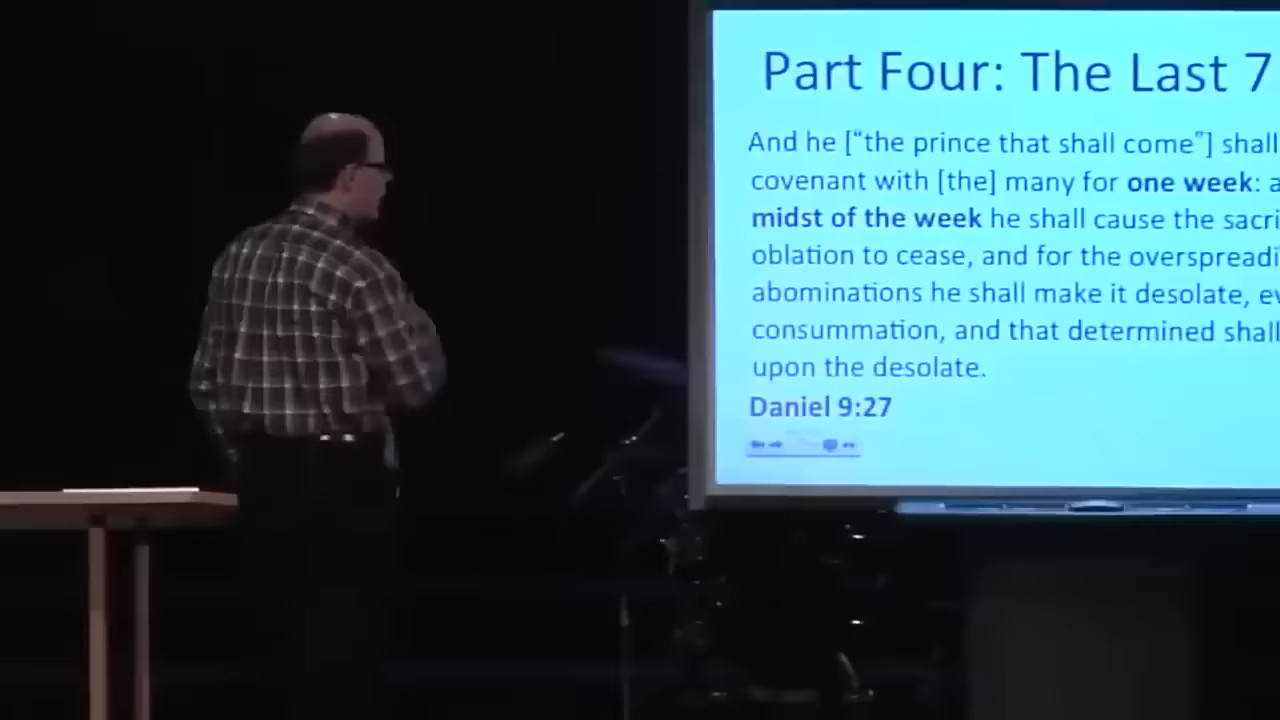 Part Four: The Last 7
And he [“the prince that shall come”] shall
covenant with [the] many for one week: a
midst of the week he shall cause the sacri
oblation to cease, and for the overspreadi
abominations he shall make it desolate, ev
consummation, and that determined shall
upon the desolate.
Daniel 9:27